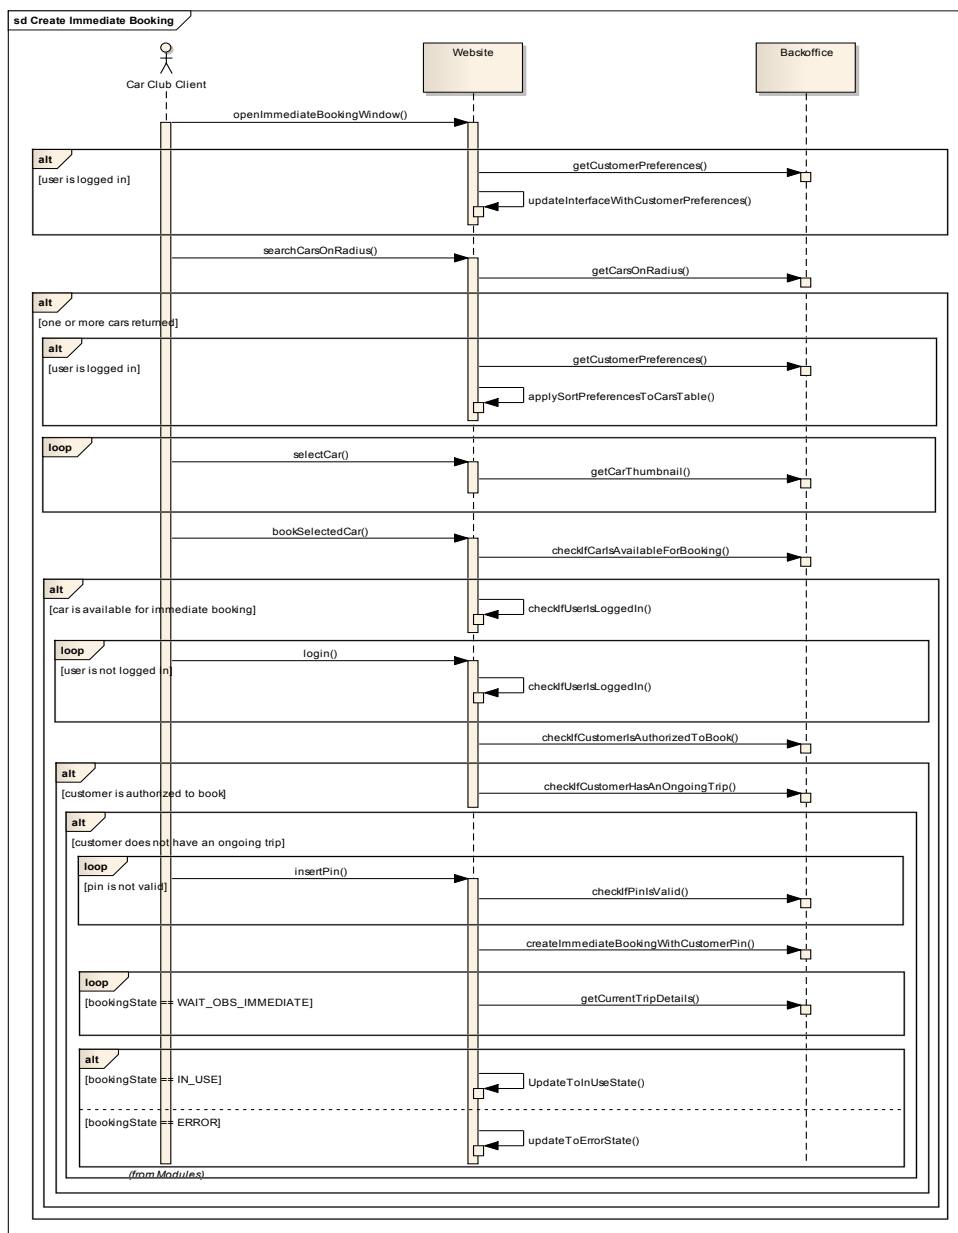 sd Create Immediate Booking
Car Club Client
Website
Backoffice
openImmediateBookingWindow()
alt
[user is logged in]
getCustomerPreferences()
updateInterfaceWithCustomerPreferences()
searchCarsOnRadius()
getCarsOnRadius()
alt
[one or more cars returned]
alt
[user is logged in]
getCustomerPreferences()
applySortPreferencesToCarsTable()
loop
selectCar()
getCarThumbnail()
bookSelectedCar()
checkIfCarIsAvailableForBooking()
alt
[car is available for immediate booking]
checkIfUserIsLoggedIn()
loop
[user is not logged in]
login()
checkIfUserIsLoggedIn()
checkIfCustomerIsAuthorizedToBook()
alt
[customer is authorized to book]
checkIfCustomerHasAnOngoingTrip()
alt
[customer does not have an ongoing trip]
loop
[pin is not valid]
insertPin()
checkIfPinIsValid()
createImmediateBookingWithCustomerPin()
loop
[bookingState == WAIT_OBS_IMMEDIATE]
getCurrentTripDetails()
alt
[bookingState == IN_USE]
UpdateToInUseState()
[bookingState == ERROR]
updateToErrorState()
(from Modules)